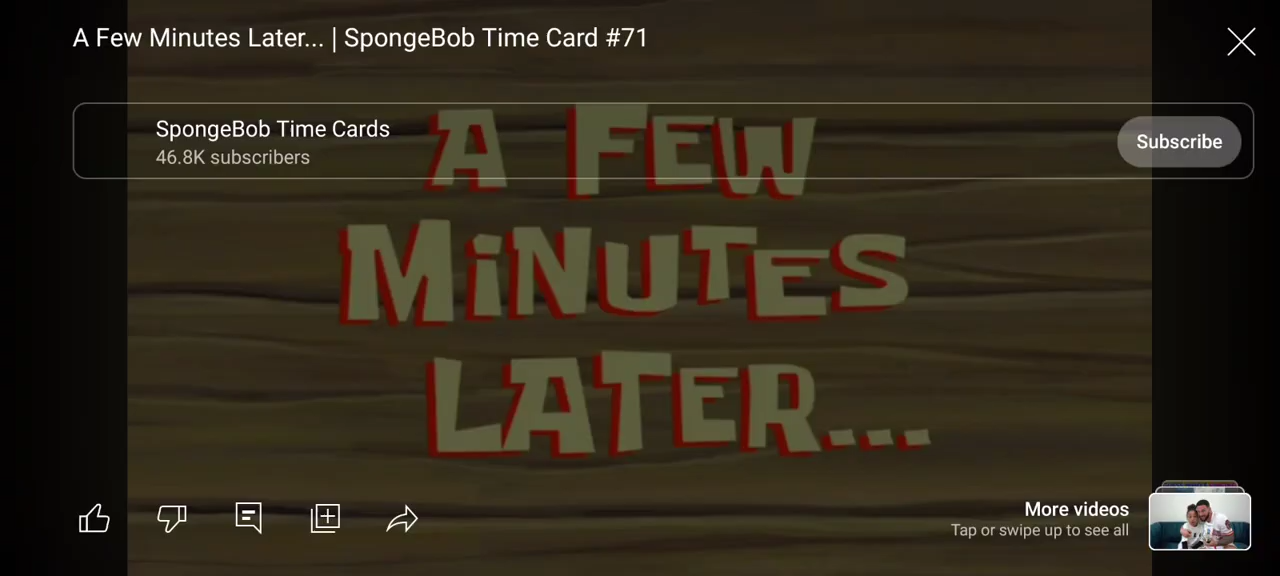 A Few Minutes Later... | SpongeBob Time Card #71
SpongeBob Time Cards
46.8K subscribers
Subscribe
A FEW
MiNUTES
LATER...
More videos
Tap or swipe up to see all